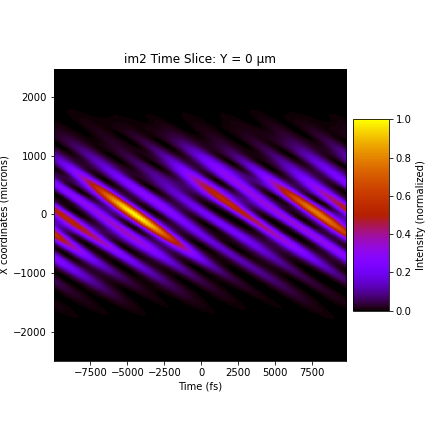 im2 Time Slice: Y = 0 μm
2000
1000
0
−1000
−2000
X coordinates (microns)
−7500 −5000 −2500 0 2500 5000 7500
Time (fs)
1.0
0.8
0.6
0.4
0.2
0.0
Intensity (normalized)